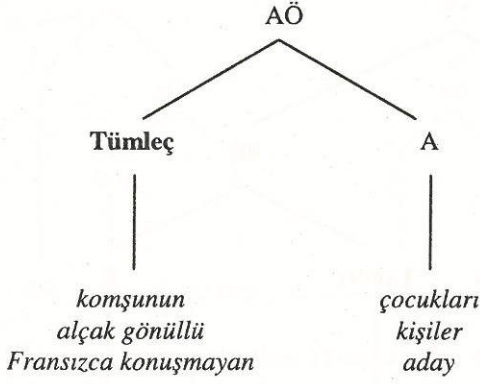 AÖ
Tümleç A
komşunun çocukları
alçak gönüllü kişiler
Fransızca konuşmayan aday